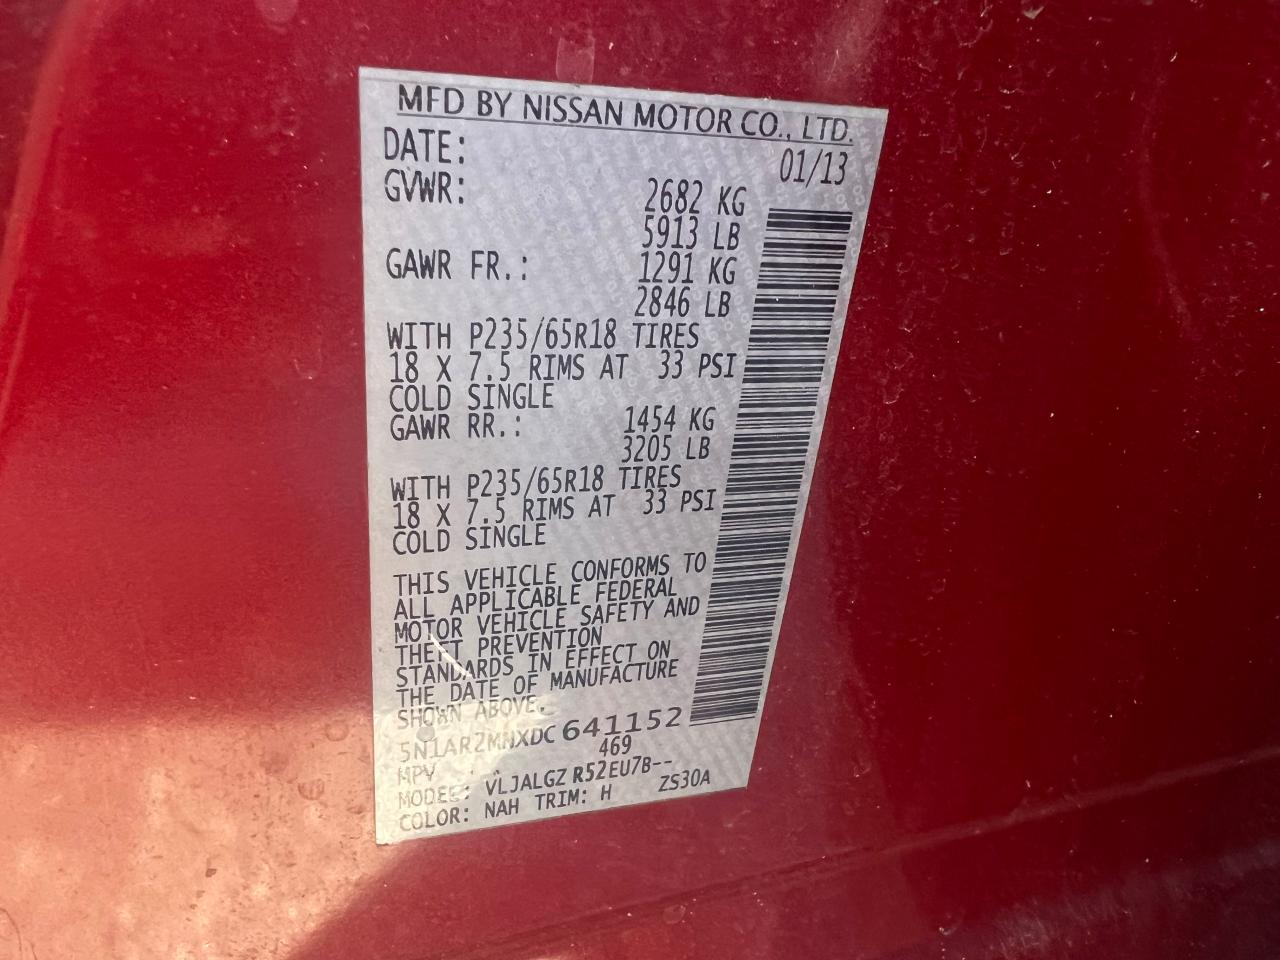 MFD BY NISSAN MOTOR CO., LTD.
DATE: 01/13
GVWR: 2682 KG
5913 LB
GAWR FR.: 1291 KG
2846 LB
WITH P235/65R18 TIRES
18 X 7.5 RIMS AT 33 PSI
COLD SINGLE
GAWR RR.: 1454 KG
3205 LB
WITH P235/65R18 TIRES
18 X 7.5 RIMS AT 33 PSI
COLD SINGLE
THIS VEHICLE CONFORMS TO
ALL APPLICABLE FEDERAL
MOTOR VEHICLE SAFETY AND
THEFT PREVENTION
STANDARDS IN EFFECT ON
THE DATE OF MANUFACTURE
SHOWN ABOVE.
5N1AR2MNXDC641152
MPV 469
MODEL: VLJALGZ R52EU7B--
COLOR: NAH TRIM: H ZS30A